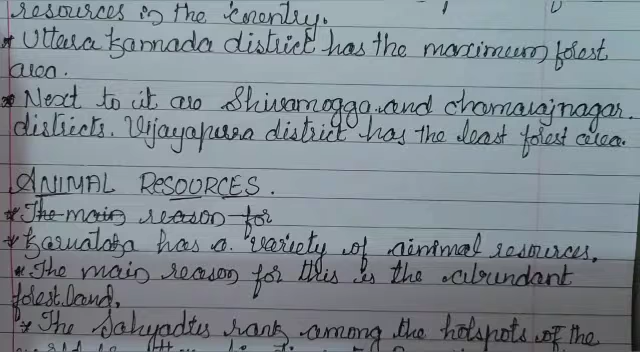 resources in the country.
* Uttara Kannada district has the maximum forest
area.
* Next to it are Shivamogga and chamarajnagar.
districts. Vijayapura district has the least forest area.
ANIMAL RESOURCES.
* The main reason for
* Karnataka has a variety of animal resources.
* The main reason for this is the abundant
forest land.
* The Sahyadris rank among the hotspots of the